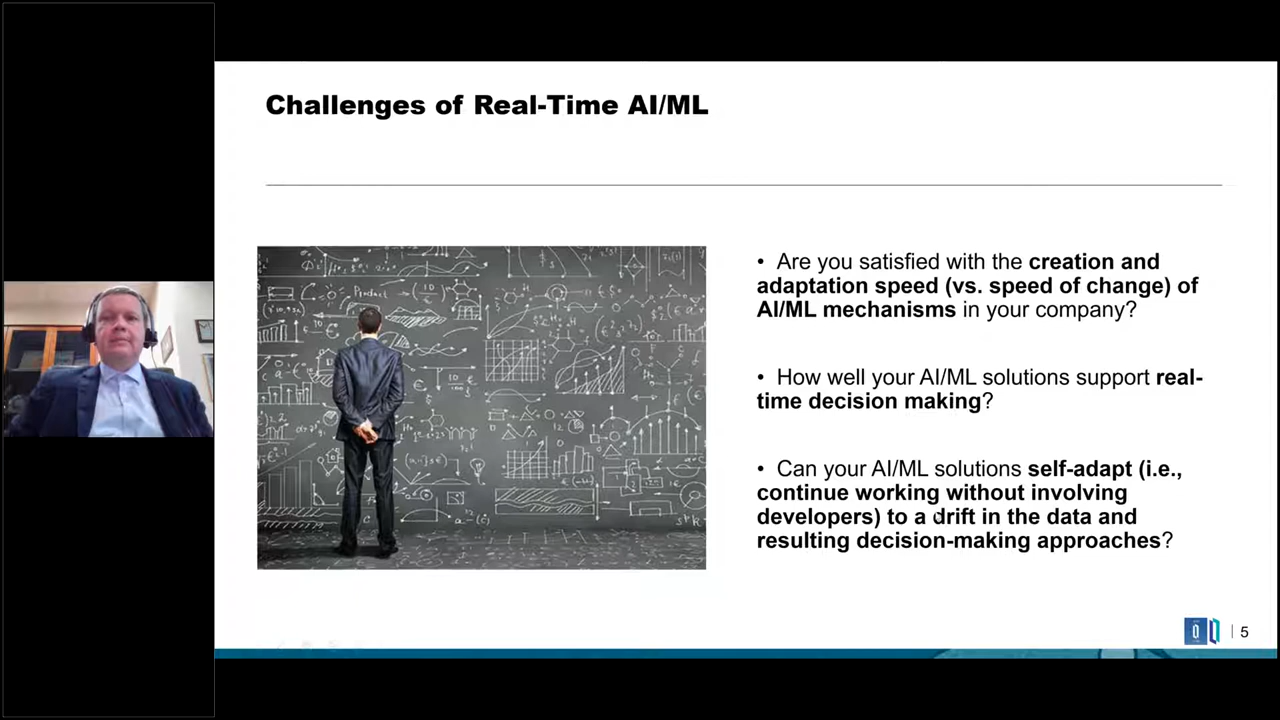 Challenges of Real-Time AI/ML
Product
• Are you satisfied with the creation and
adaptation speed (vs. speed of change) of
AI/ML mechanisms in your company?
• How well your AI/ML solutions support real-
time decision making?
• Can your AI/ML solutions self-adapt (i.e.,
continue working without involving
developers) to a drift in the data and
resulting decision-making approaches?
| 5